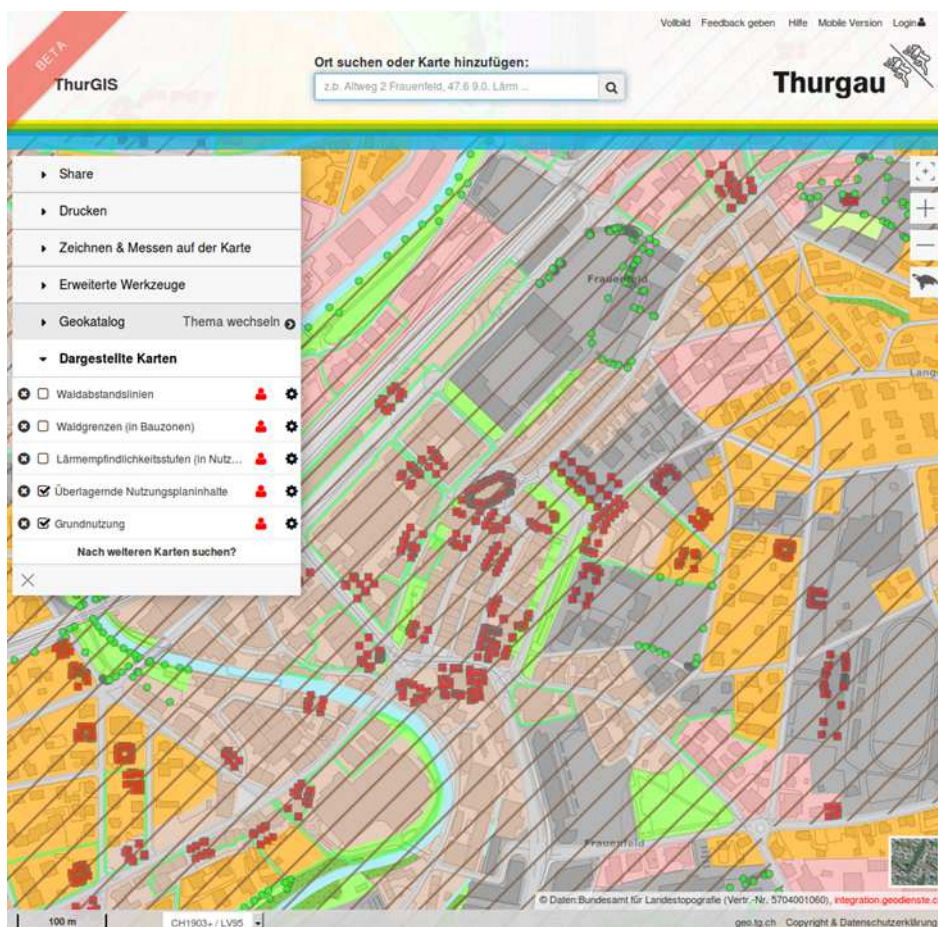 Vollbild Feedback geben Hilfe Mobile Version Login
BETA
ThurGIS
Ort suchen oder Karte hinzufügen:
z.b. Altweg 2 Frauenfeld, 47.6 9.0, Lärm ...
Thurgau
Share
Drucken
Zeichnen & Messen auf der Karte
Erweiterte Werkzeuge
Geokatalog Thema wechseln
Dargestellte Karten
Waldabstandslinien
Waldgrenzen (in Bauzonen)
Lärmempfindlichkeitsstufen (in Nutz...
Überlagernde Nutzungsplaninhalte
Grundnutzung
Nach weiteren Karten suchen?
Frauenfeld
Lang
Frauenfeld
© Daten:Bundesamt für Landestopografie (Vertr.-Nr. 5704001060), integration.geodienste.c
100 m
CH1903+ / LV95
geo.tg.ch Copyright & Datenschutzerklärung